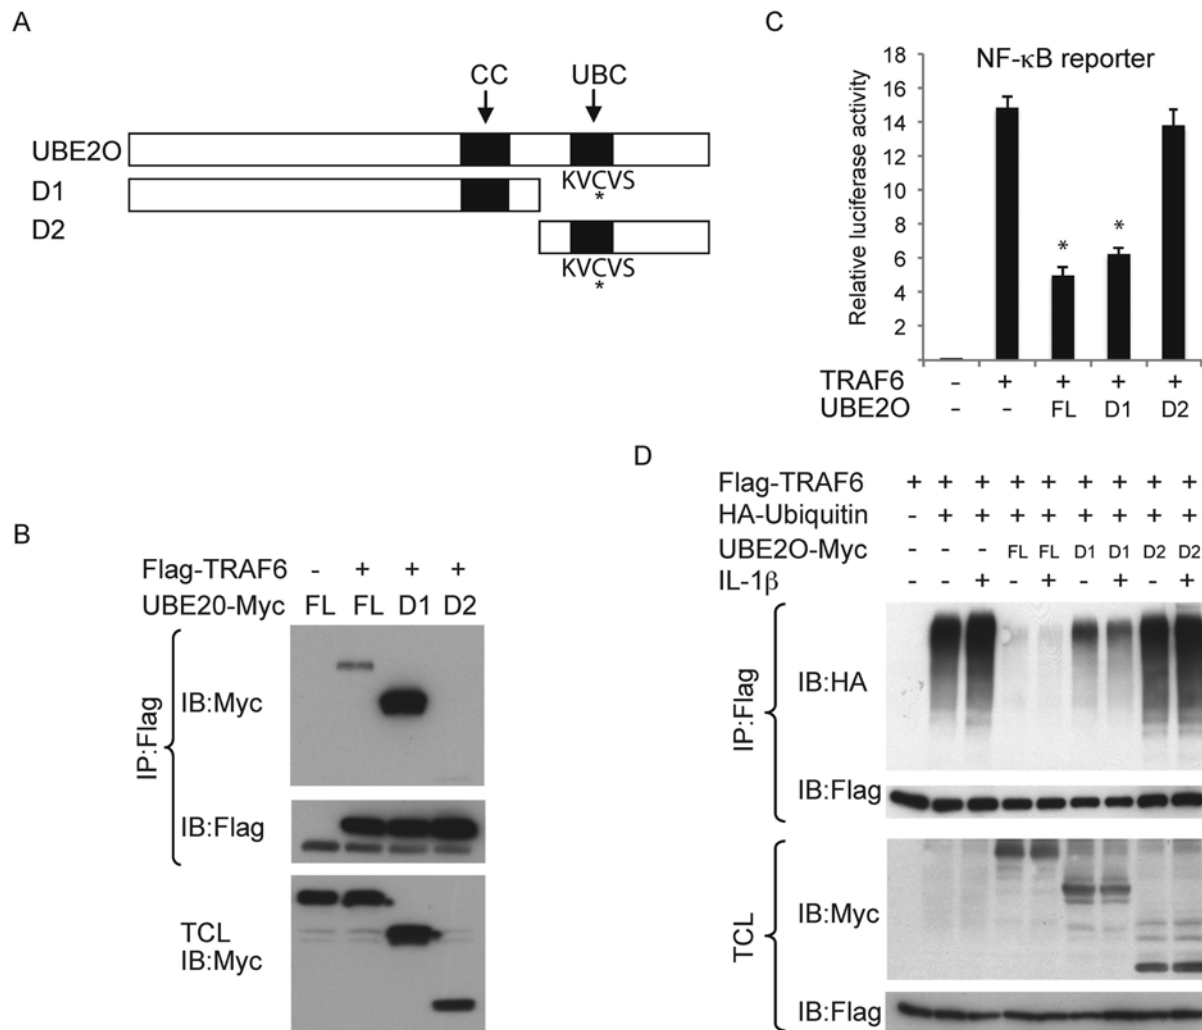 A
CC UBC
UBE2O
KVCVS
*
D1
D2
KVCVS
*
C
NF-κB reporter
Relative luciferase activity
18
16
14
12
10
8
6
4
2
* *
TRAF6 - + + + +
UBE2O - - FL D1 D2
B
Flag-TRAF6 - + + +
UBE20-Myc FL FL D1 D2
IP:Flag
IB:Myc
IB:Flag
TCL
IB:Myc
D
Flag-TRAF6 + + + + + + + + +
HA-Ubiquitin - + + + + + + + +
UBE2O-Myc - - - FL FL D1 D1 D2 D2
IL-1β - - + - + - + - +
IP:Flag
IB:HA
IB:Flag
TCL
IB:Myc
IB:Flag